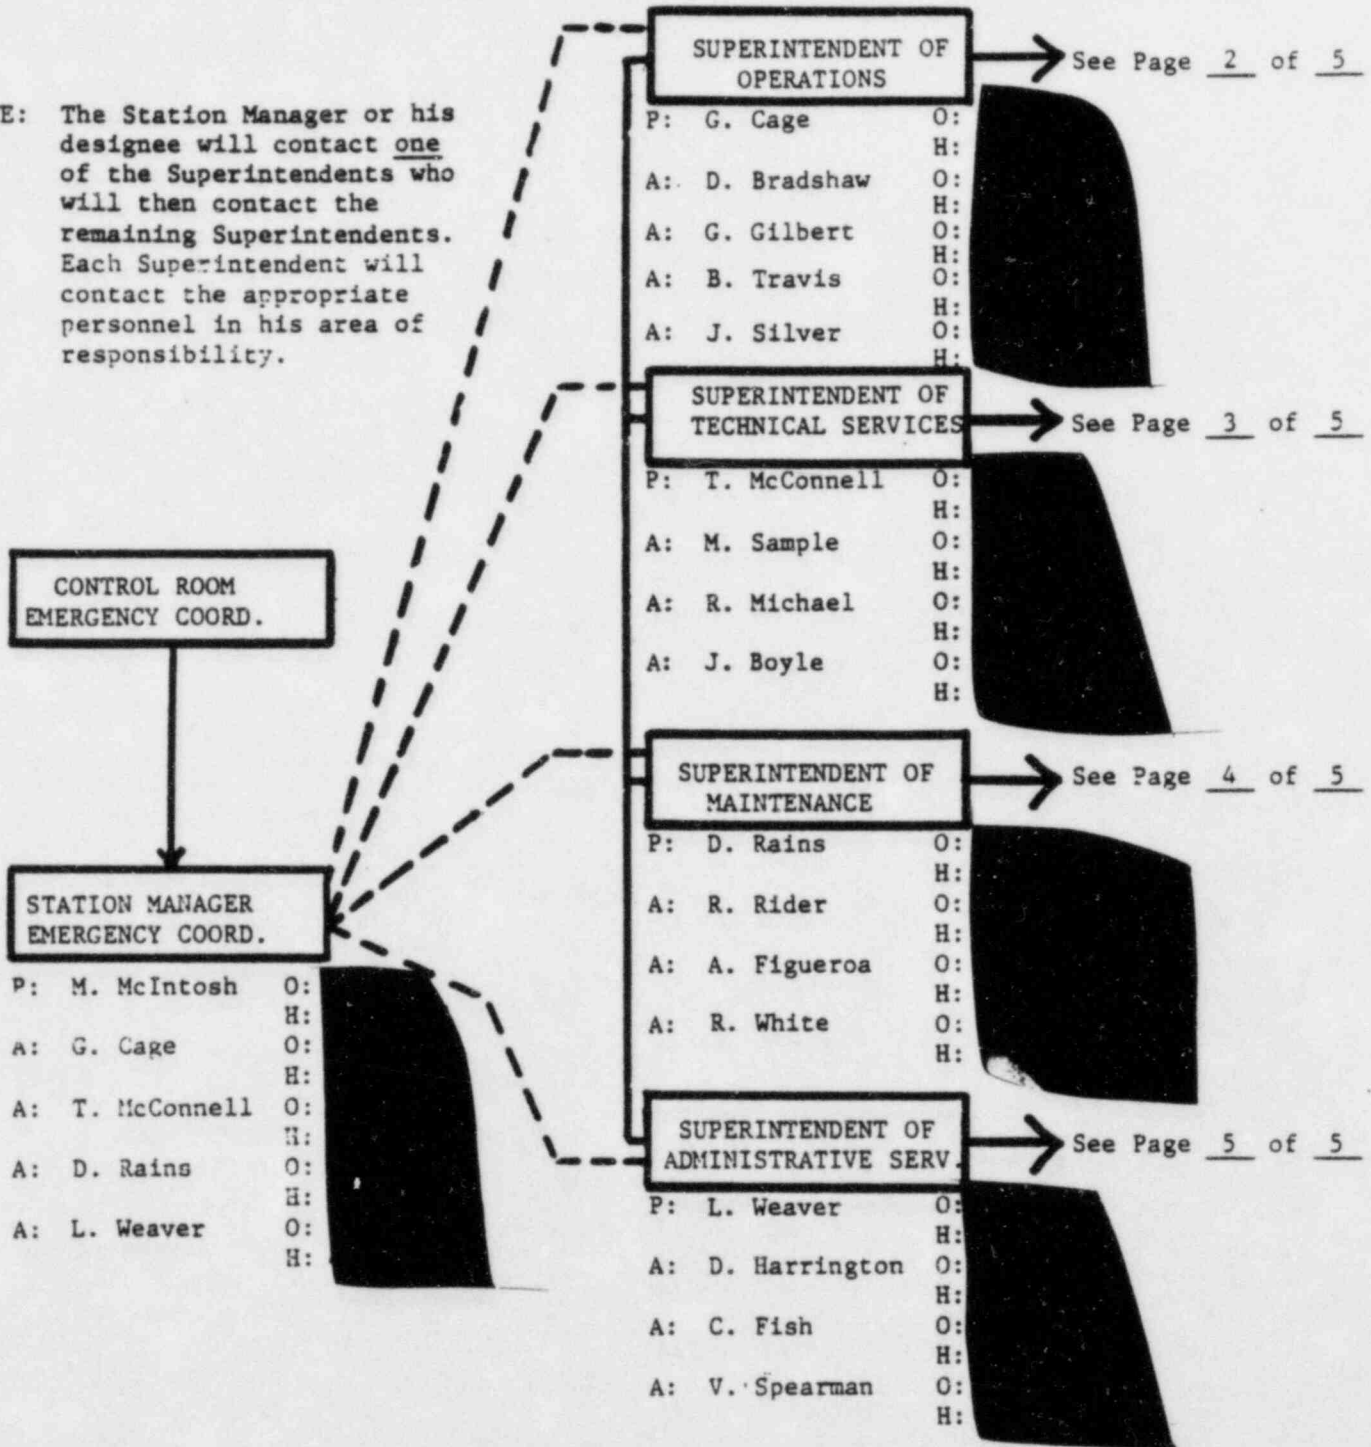 E: The Station Manager or his
designee will contact one
of the Superintendents who
will then contact the
remaining Superintendents.
Each Superintendent will
contact the appropriate
personnel in his area of
responsibility.
CONTROL ROOM
EMERGENCY COORD.
STATION MANAGER
EMERGENCY COORD.
P: M. McIntosh O:
H:
A: G. Cage O:
H:
A: T. McConnell O:
H:
A: D. Rains O:
H:
A: L. Weaver O:
H:
SUPERINTENDENT OF
OPERATIONS
See Page 2 of 5
P: G. Cage O:
H:
A: D. Bradshaw O:
H:
A: G. Gilbert O:
H:
A: B. Travis O:
H:
A: J. Silver O:
H:
SUPERINTENDENT OF
TECHNICAL SERVICES
See Page 3 of 5
P: T. McConnell O:
H:
A: M. Sample O:
H:
A: R. Michael O:
H:
A: J. Boyle O:
H:
SUPERINTENDENT OF
MAINTENANCE
See Page 4 of 5
P: D. Rains O:
H:
A: R. Rider O:
H:
A: A. Figueroa O:
H:
A: R. White O:
H:
SUPERINTENDENT OF
ADMINISTRATIVE SERV.
See Page 5 of 5
P: L. Weaver O:
H:
A: D. Harrington O:
H:
A: C. Fish O:
H:
A: V. Spearman O:
H: